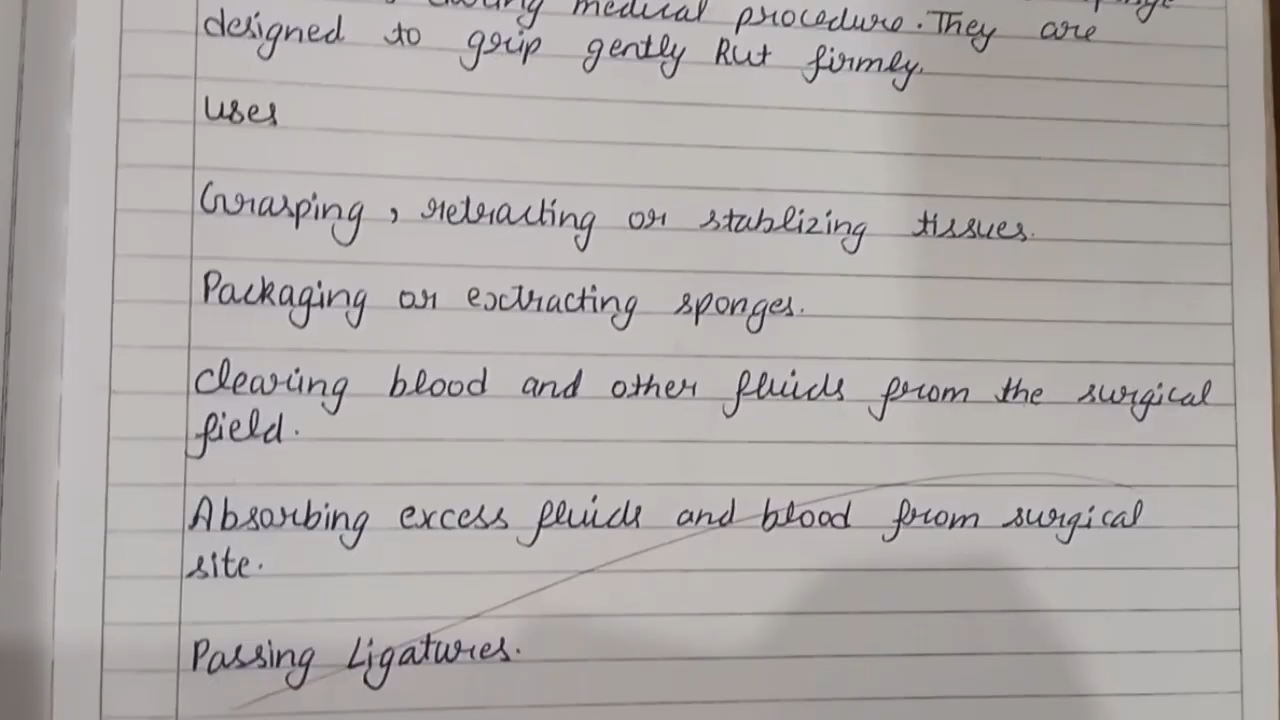 during medical procedure. They are
designed to grip gently But firmly.
uses
Grasping, retracting or stablizing tissues.
Packaging or extracting sponges.
clearing blood and other fluids from the surgical
field.
Absorbing excess fluids and blood from surgical
site.
Passing Ligatures.